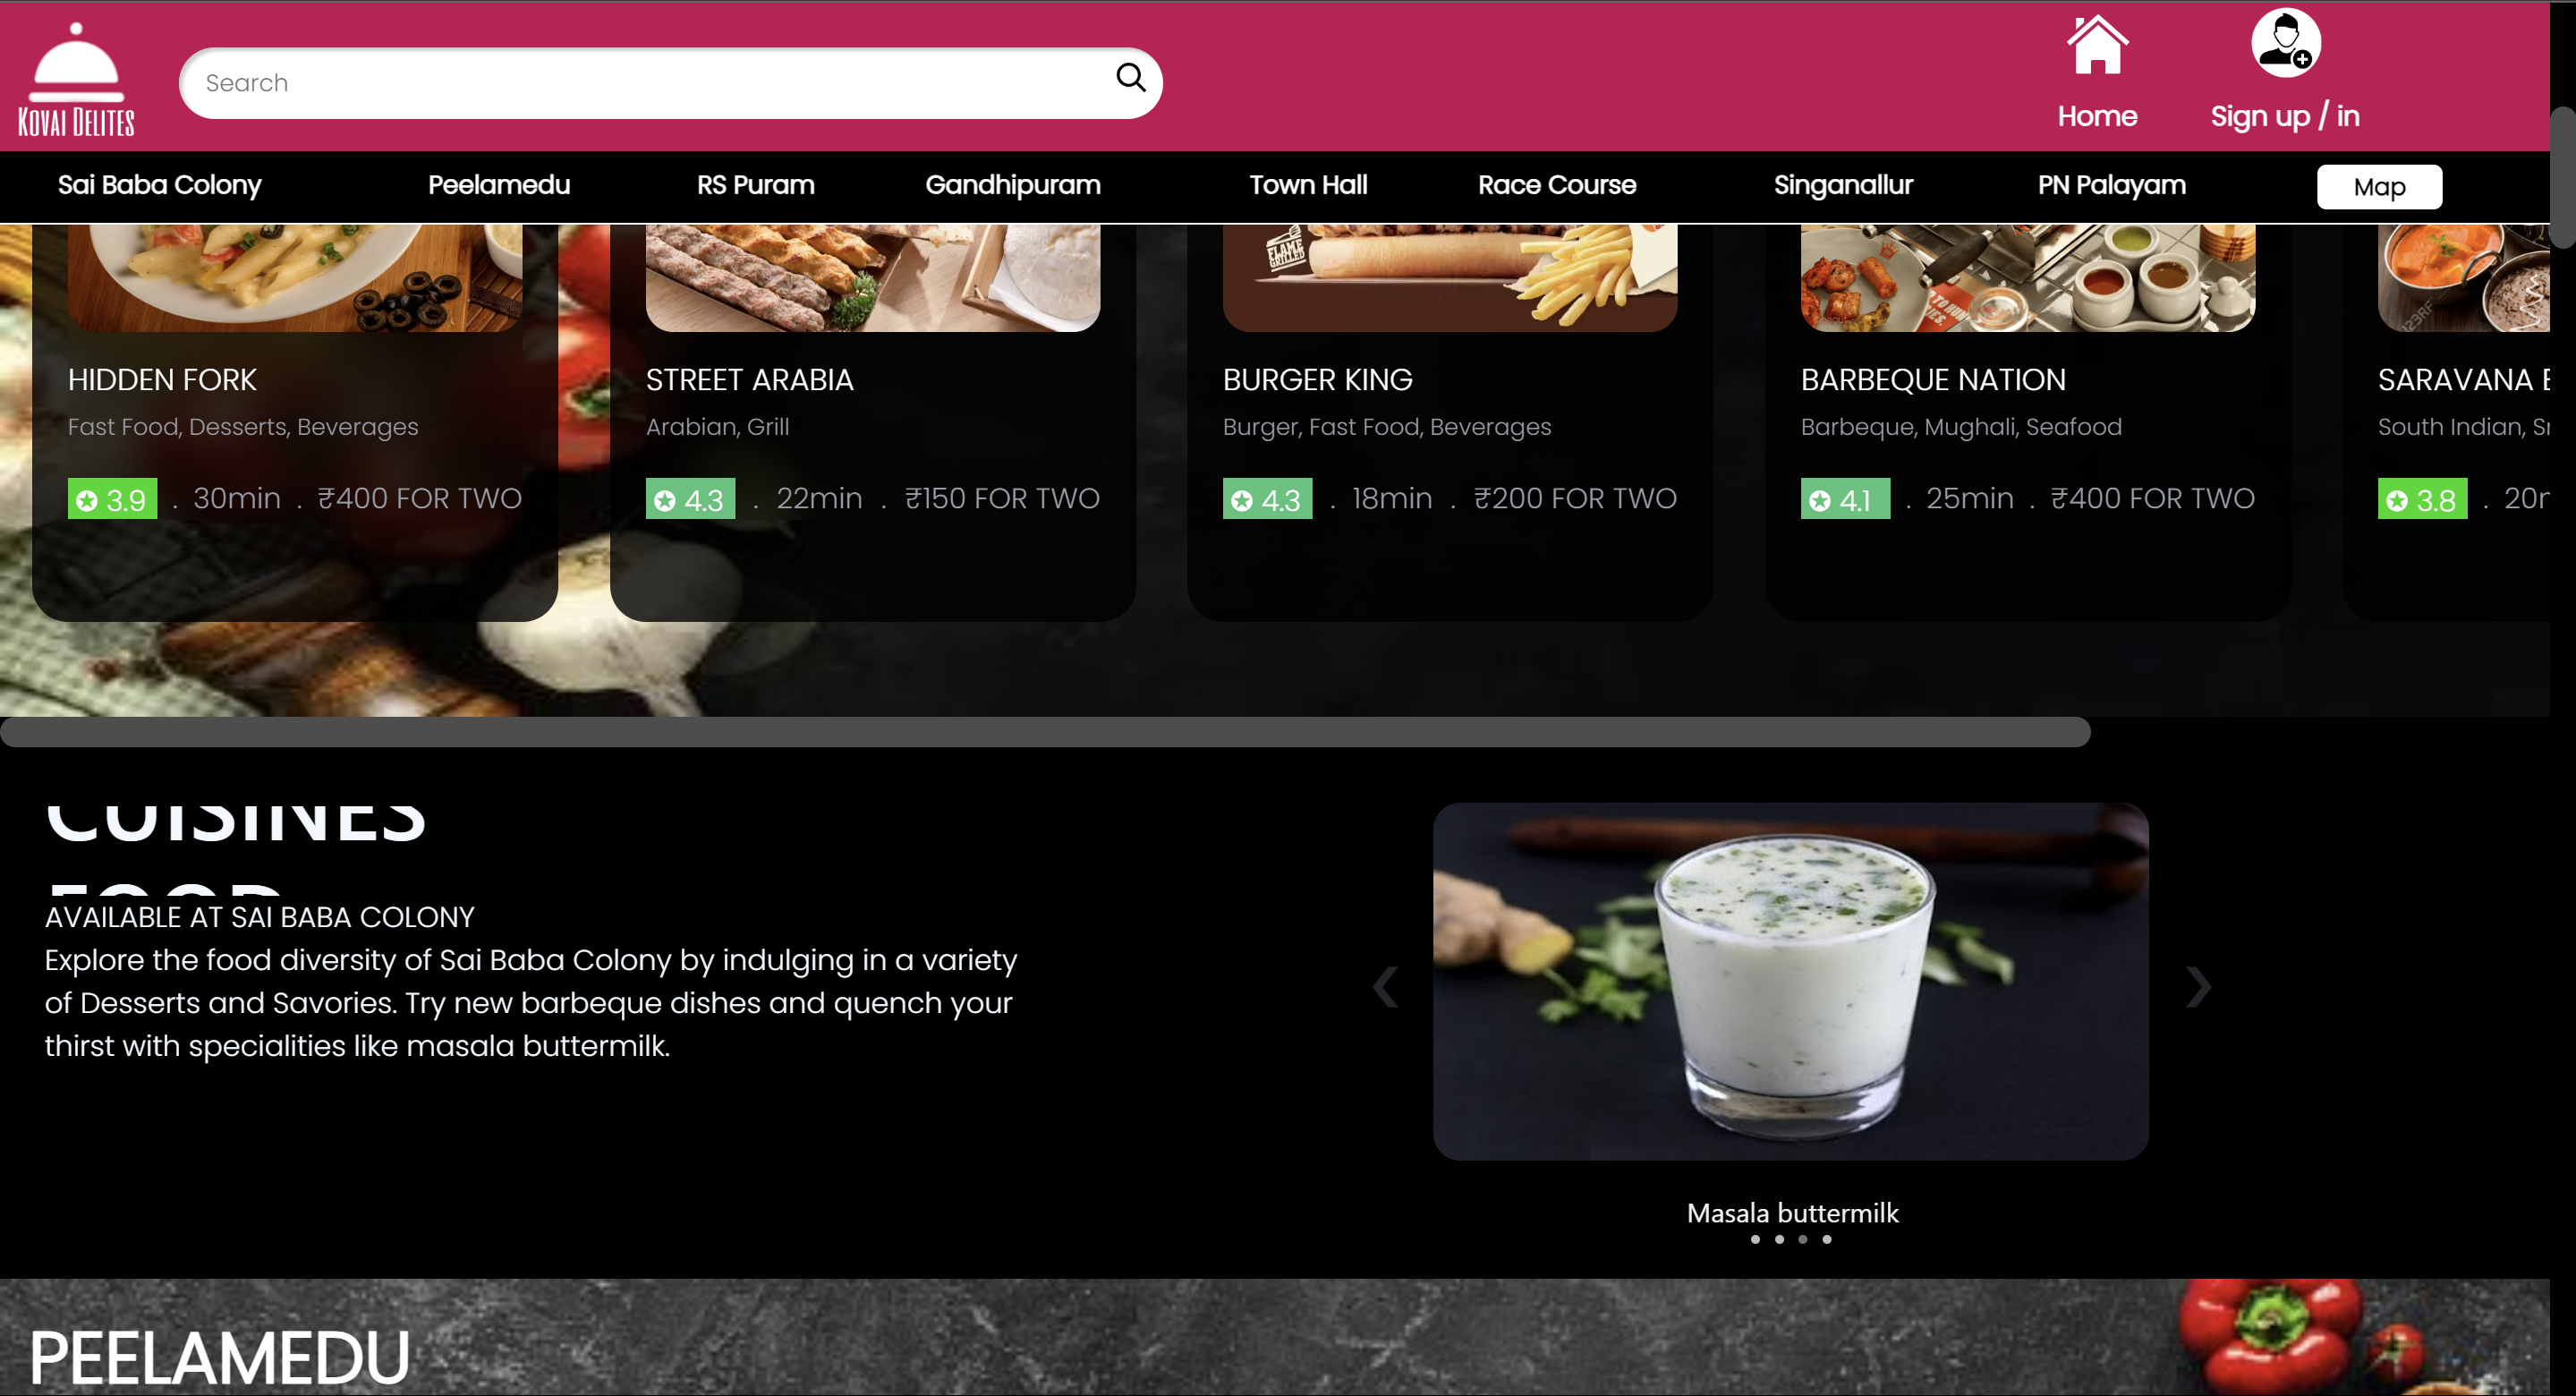 KOVAI DELITES
Search
Home
Sign up / in
Sai Baba Colony
Peelamedu
RS Puram
Gandhipuram
Town Hall
Race Course
Singanallur
PN Palayam
Map
FLAME
GRILLED
HIDDEN FORK
Fast Food, Desserts, Beverages
3.9 . 30min . ₹400 FOR TWO
STREET ARABIA
Arabian, Grill
4.3 . 22min . ₹150 FOR TWO
BURGER KING
Burger, Fast Food, Beverages
4.3 . 18min . ₹200 FOR TWO
BARBEQUE NATION
Barbeque, Mughali, Seafood
4.1 . 25min . ₹400 FOR TWO
123RF
SARAVANA
South Indian,
3.8 .
CUISINES
FOOD
AVAILABLE AT SAI BABA COLONY
Explore the food diversity of Sai Baba Colony by indulging in a variety
of Desserts and Savories. Try new barbeque dishes and quench your
thirst with specialities like masala buttermilk.
Masala buttermilk
PEELAMEDU